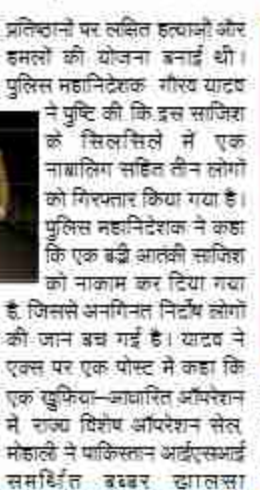 प्रतिष्ठानों पर लक्षित हत्याओं और
हमलों की योजना बनाई थी।
पुलिस महानिदेशक गौरव यादव
ने पुष्टि की कि इस साजिश
के सिलसिले में एक
नाबालिग सहित तीन लोगों
को गिरफ्तार किया गया है।
पुलिस महानिदेशक ने कहा
कि एक बड़ी आतंकी साजिश
को नाकाम कर दिया गया
है, जिससे अनगिनत निर्दोष लोगों
की जान बच गई है। यादव ने
एक्स पर एक पोस्ट में कहा कि
एक खुफिया–आधारित ऑपरेशन
में राज्य विशेष ऑपरेशन सेल,
मोहाली ने पाकिस्तान आईएसआई
समर्थित बब्बर खालसा